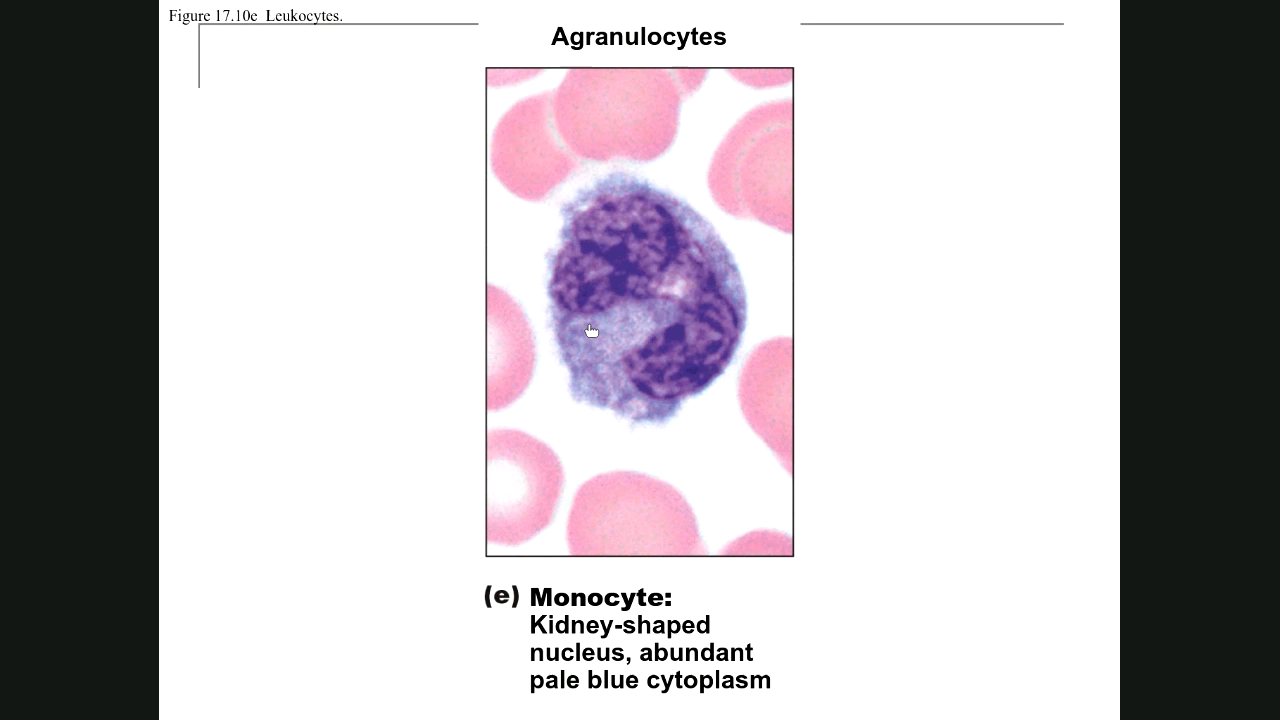 Figure 17.10e  Leukocytes.
Agranulocytes
(e) Monocyte:
Kidney-shaped
nucleus, abundant
pale blue cytoplasm